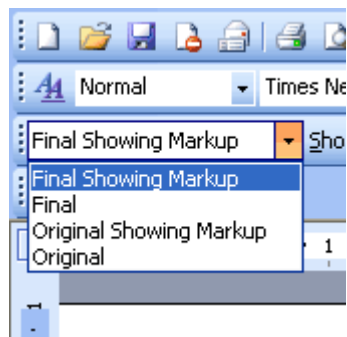 Normal Times Ne
Final Showing Markup Sho
Final Showing Markup
Final
Original Showing Markup
Original
1